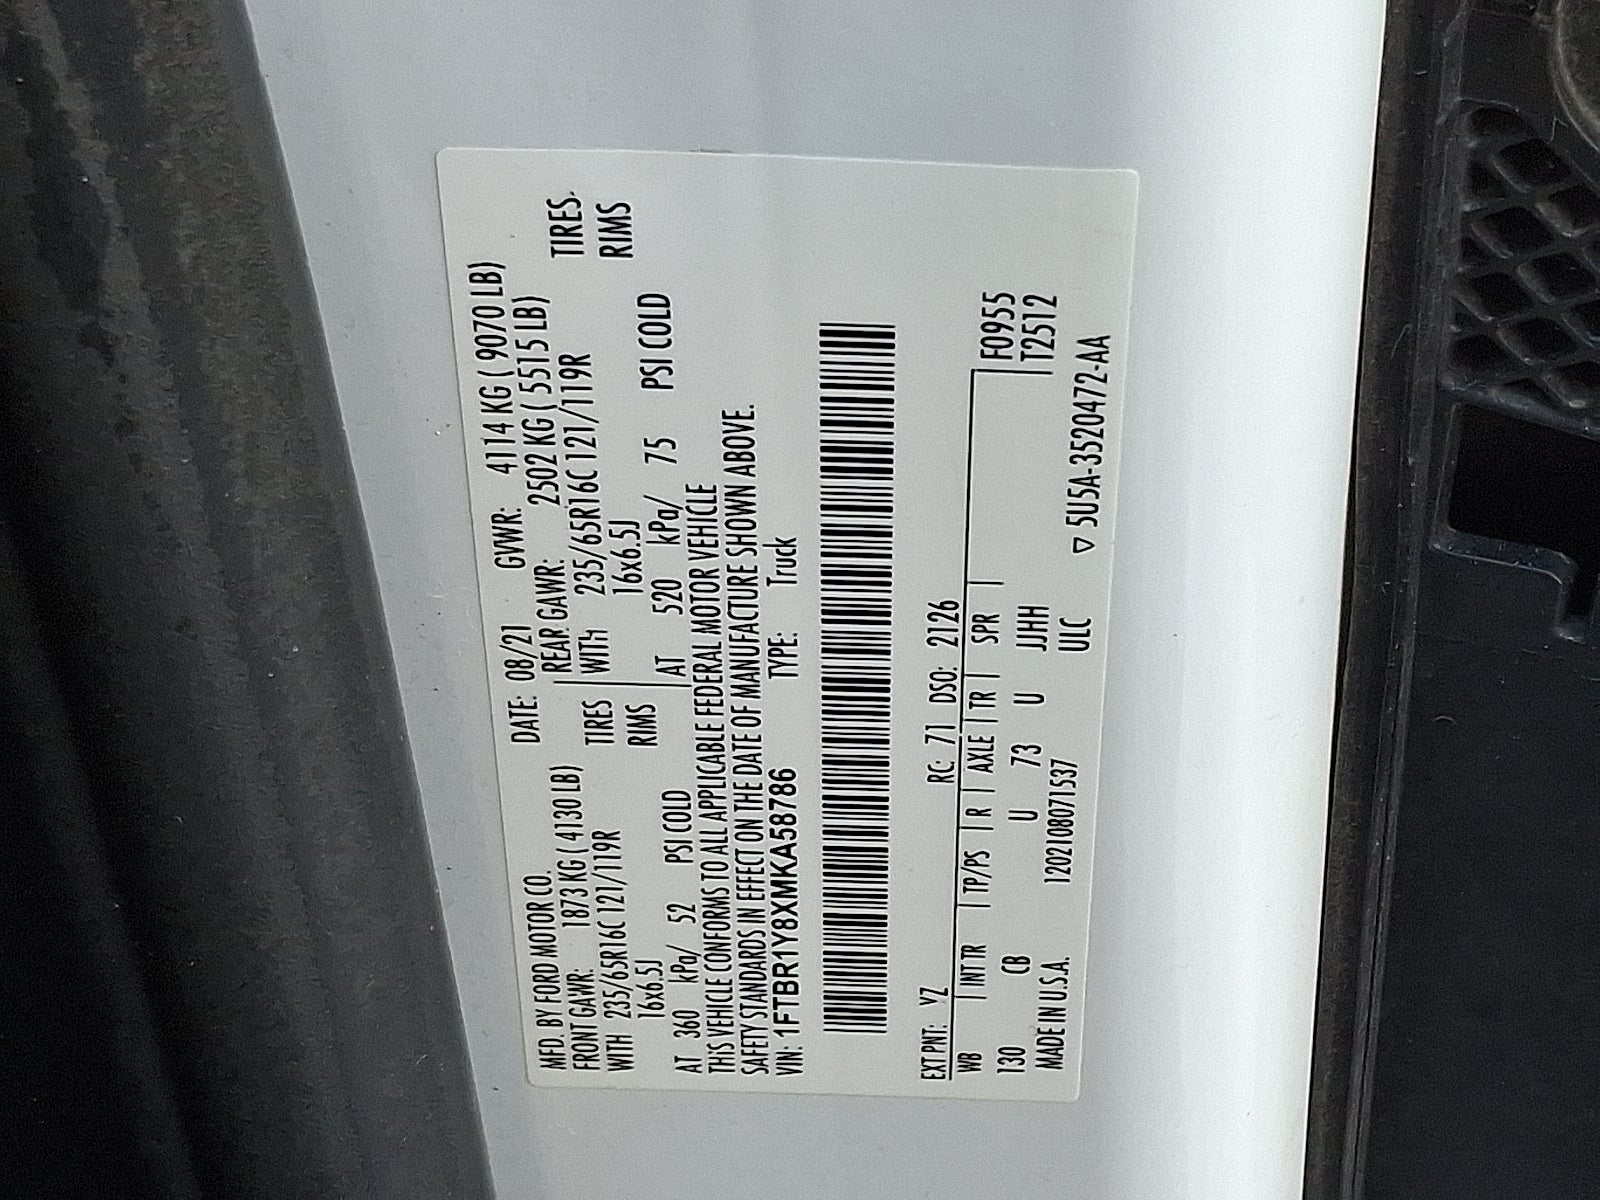 MFD. BY FORD MOTOR CO. DATE: 08/21 GVWR: 4114 KG ( 9070 LB)
FRONT GAWR: 1873 KG ( 4130 LB) REAR GAWR: 2502 KG ( 5515 LB)
WITH 235/65R16C 121/119R TIRES WITH 235/65R16C 121/119R TIRES
16x6.5J RIMS 16x6.5J RIMS
AT 360 kPa/ 52 PSI COLD AT 520 kPa/ 75 PSI COLD
THIS VEHICLE CONFORMS TO ALL APPLICABLE FEDERAL MOTOR VEHICLE
SAFETY STANDARDS IN EFFECT ON THE DATE OF MANUFACTURE SHOWN ABOVE.
VIN: 1FTBR1Y8XMKA58786 TYPE: Truck
EXT PNT: YZ RC: 71 DSO: 2126
WB | INT TR | TP/PS | R | AXLE | TR | SPR | F0955
130 CB U 73 U JJHH T2512
MADE IN U.S.A. 120210807 1537 ULC
▽ 5U5A-3520472-AA